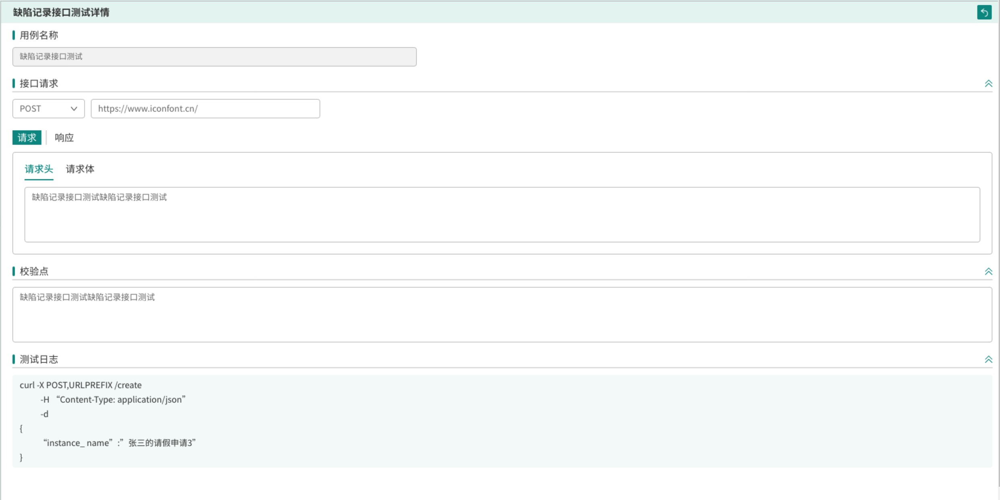 缺陷记录接口测试详情
用例名称
缺陷记录接口测试
接口请求
POST
https://www.iconfont.cn/
请求
响应
请求头
请求体
缺陷记录接口测试缺陷记录接口测试
校验点
缺陷记录接口测试缺陷记录接口测试
测试日志
curl -X POST,URLPREFIX /create
-H “Content-Type: application/json”
-d
{
“instance_ name” :” 张三的请假申请3”
}